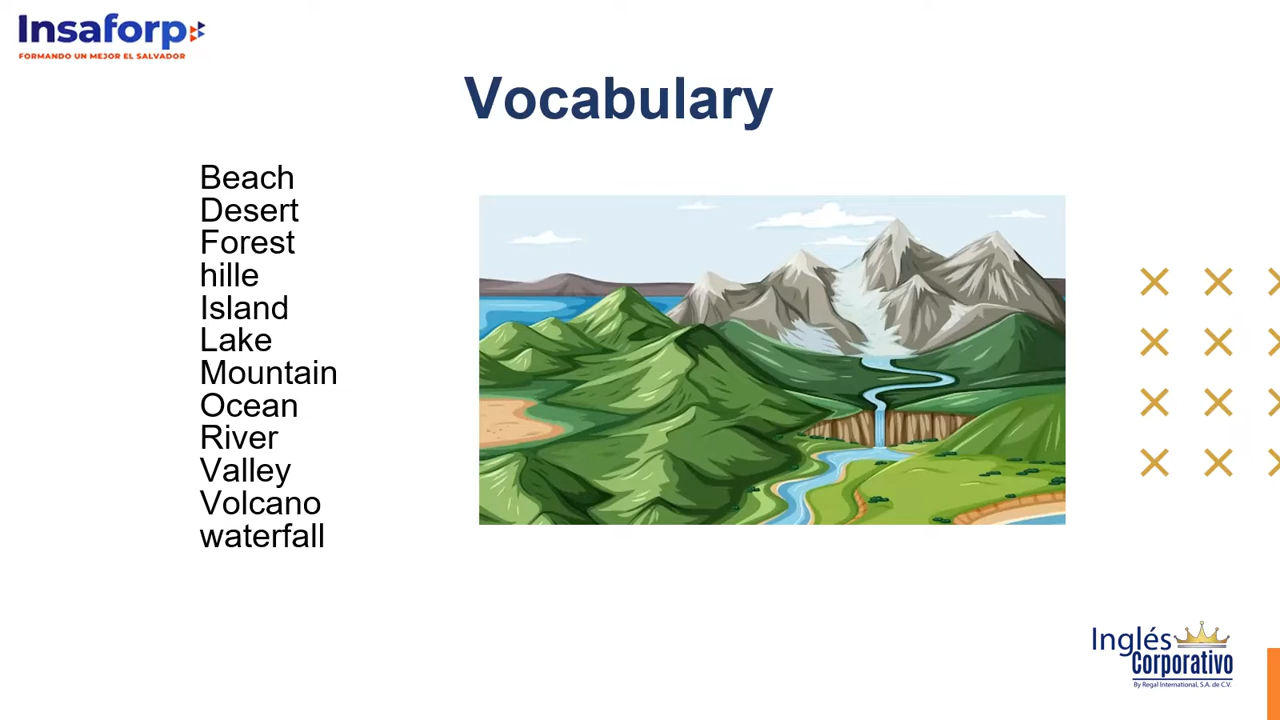 Insaforp
FORMANDO UN MEJOR EL SALVADOR
Vocabulary
Beach
Desert
Forest
hille
Island
Lake
Mountain
Ocean
River
Valley
Volcano
waterfall
Inglés
Corporativo
By Regal International, S.A. de C.V.